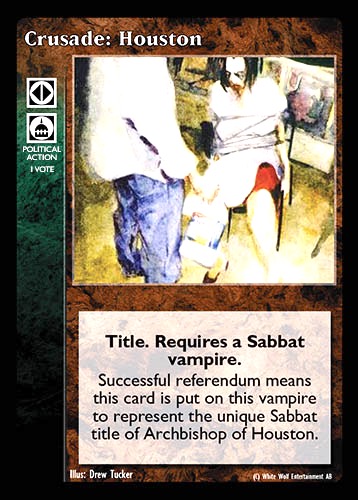 Crusade: Houston
POLITICAL
ACTION
1 VOTE
Title. Requires a Sabbat
vampire.
Successful referendum means
this card is put on this vampire
to represent the unique Sabbat
title of Archbishop of Houston.
Illus: Drew Tucker
(C) White Wolf Entertainment AB